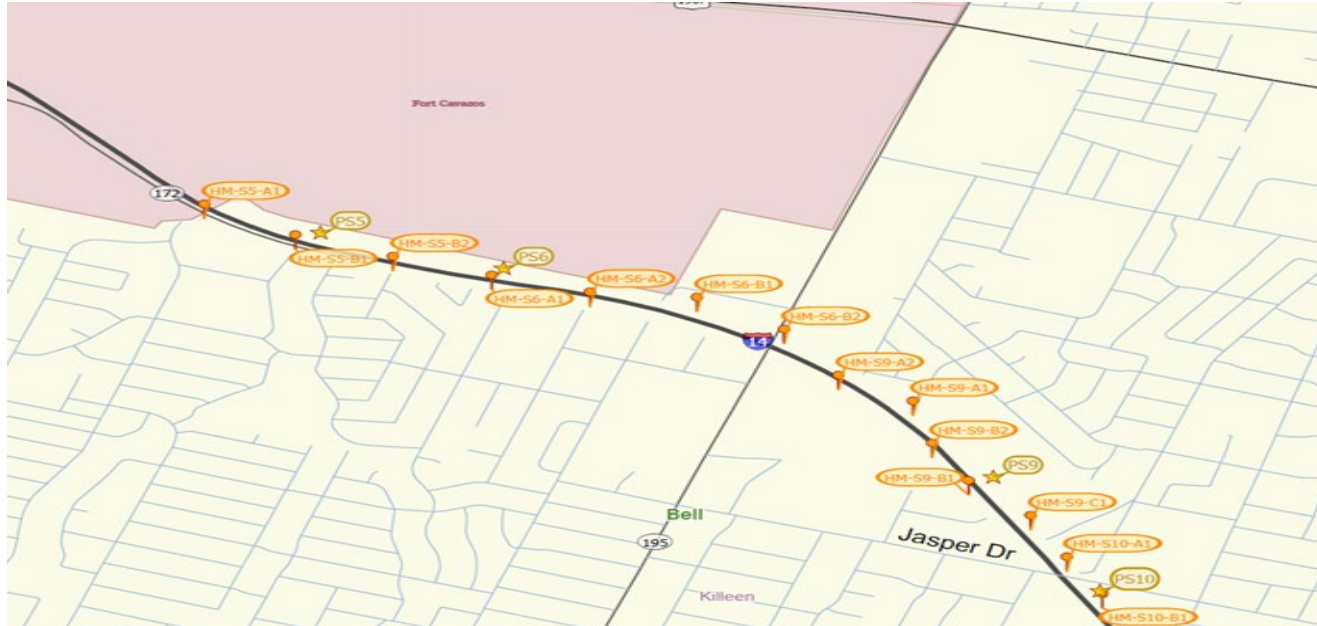 Fort Cavazos
172
HM-S5-A1
PS5
HM-S5-B1
HM-S5-B2
PS6
HM-S6-A1
HM-S6-A2
HM-S6-B1
HM-S6-B2
14
HM-S9-A2
HM-S9-A1
HM-S9-B2
PS9
HM-S9-B1
HM-S9-C1
Bell
195
Jasper Dr
HM-S10-A1
PS10
Killeen
HM-S10-B1